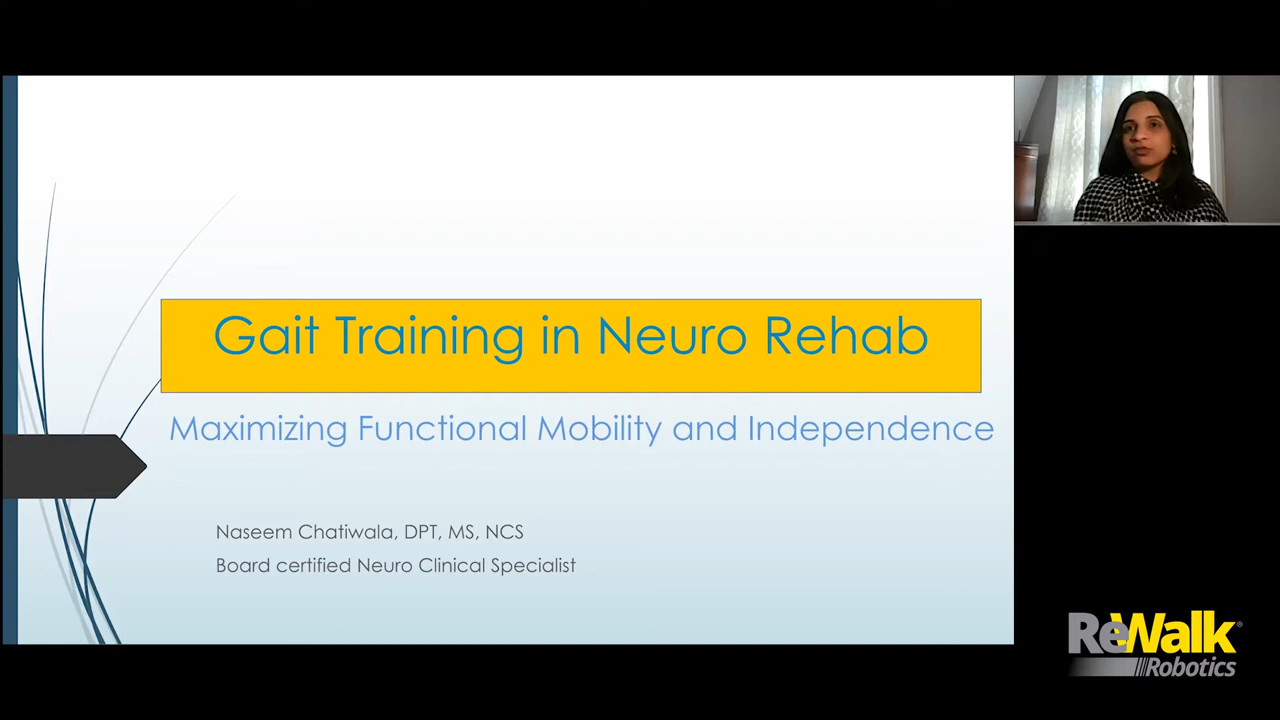 Gait Training in Neuro Rehab
Maximizing Functional Mobility and Independence
Naseem Chatiwala, DPT, MS, NCS
Board certified Neuro Clinical Specialist
ReWalk®
Robotics